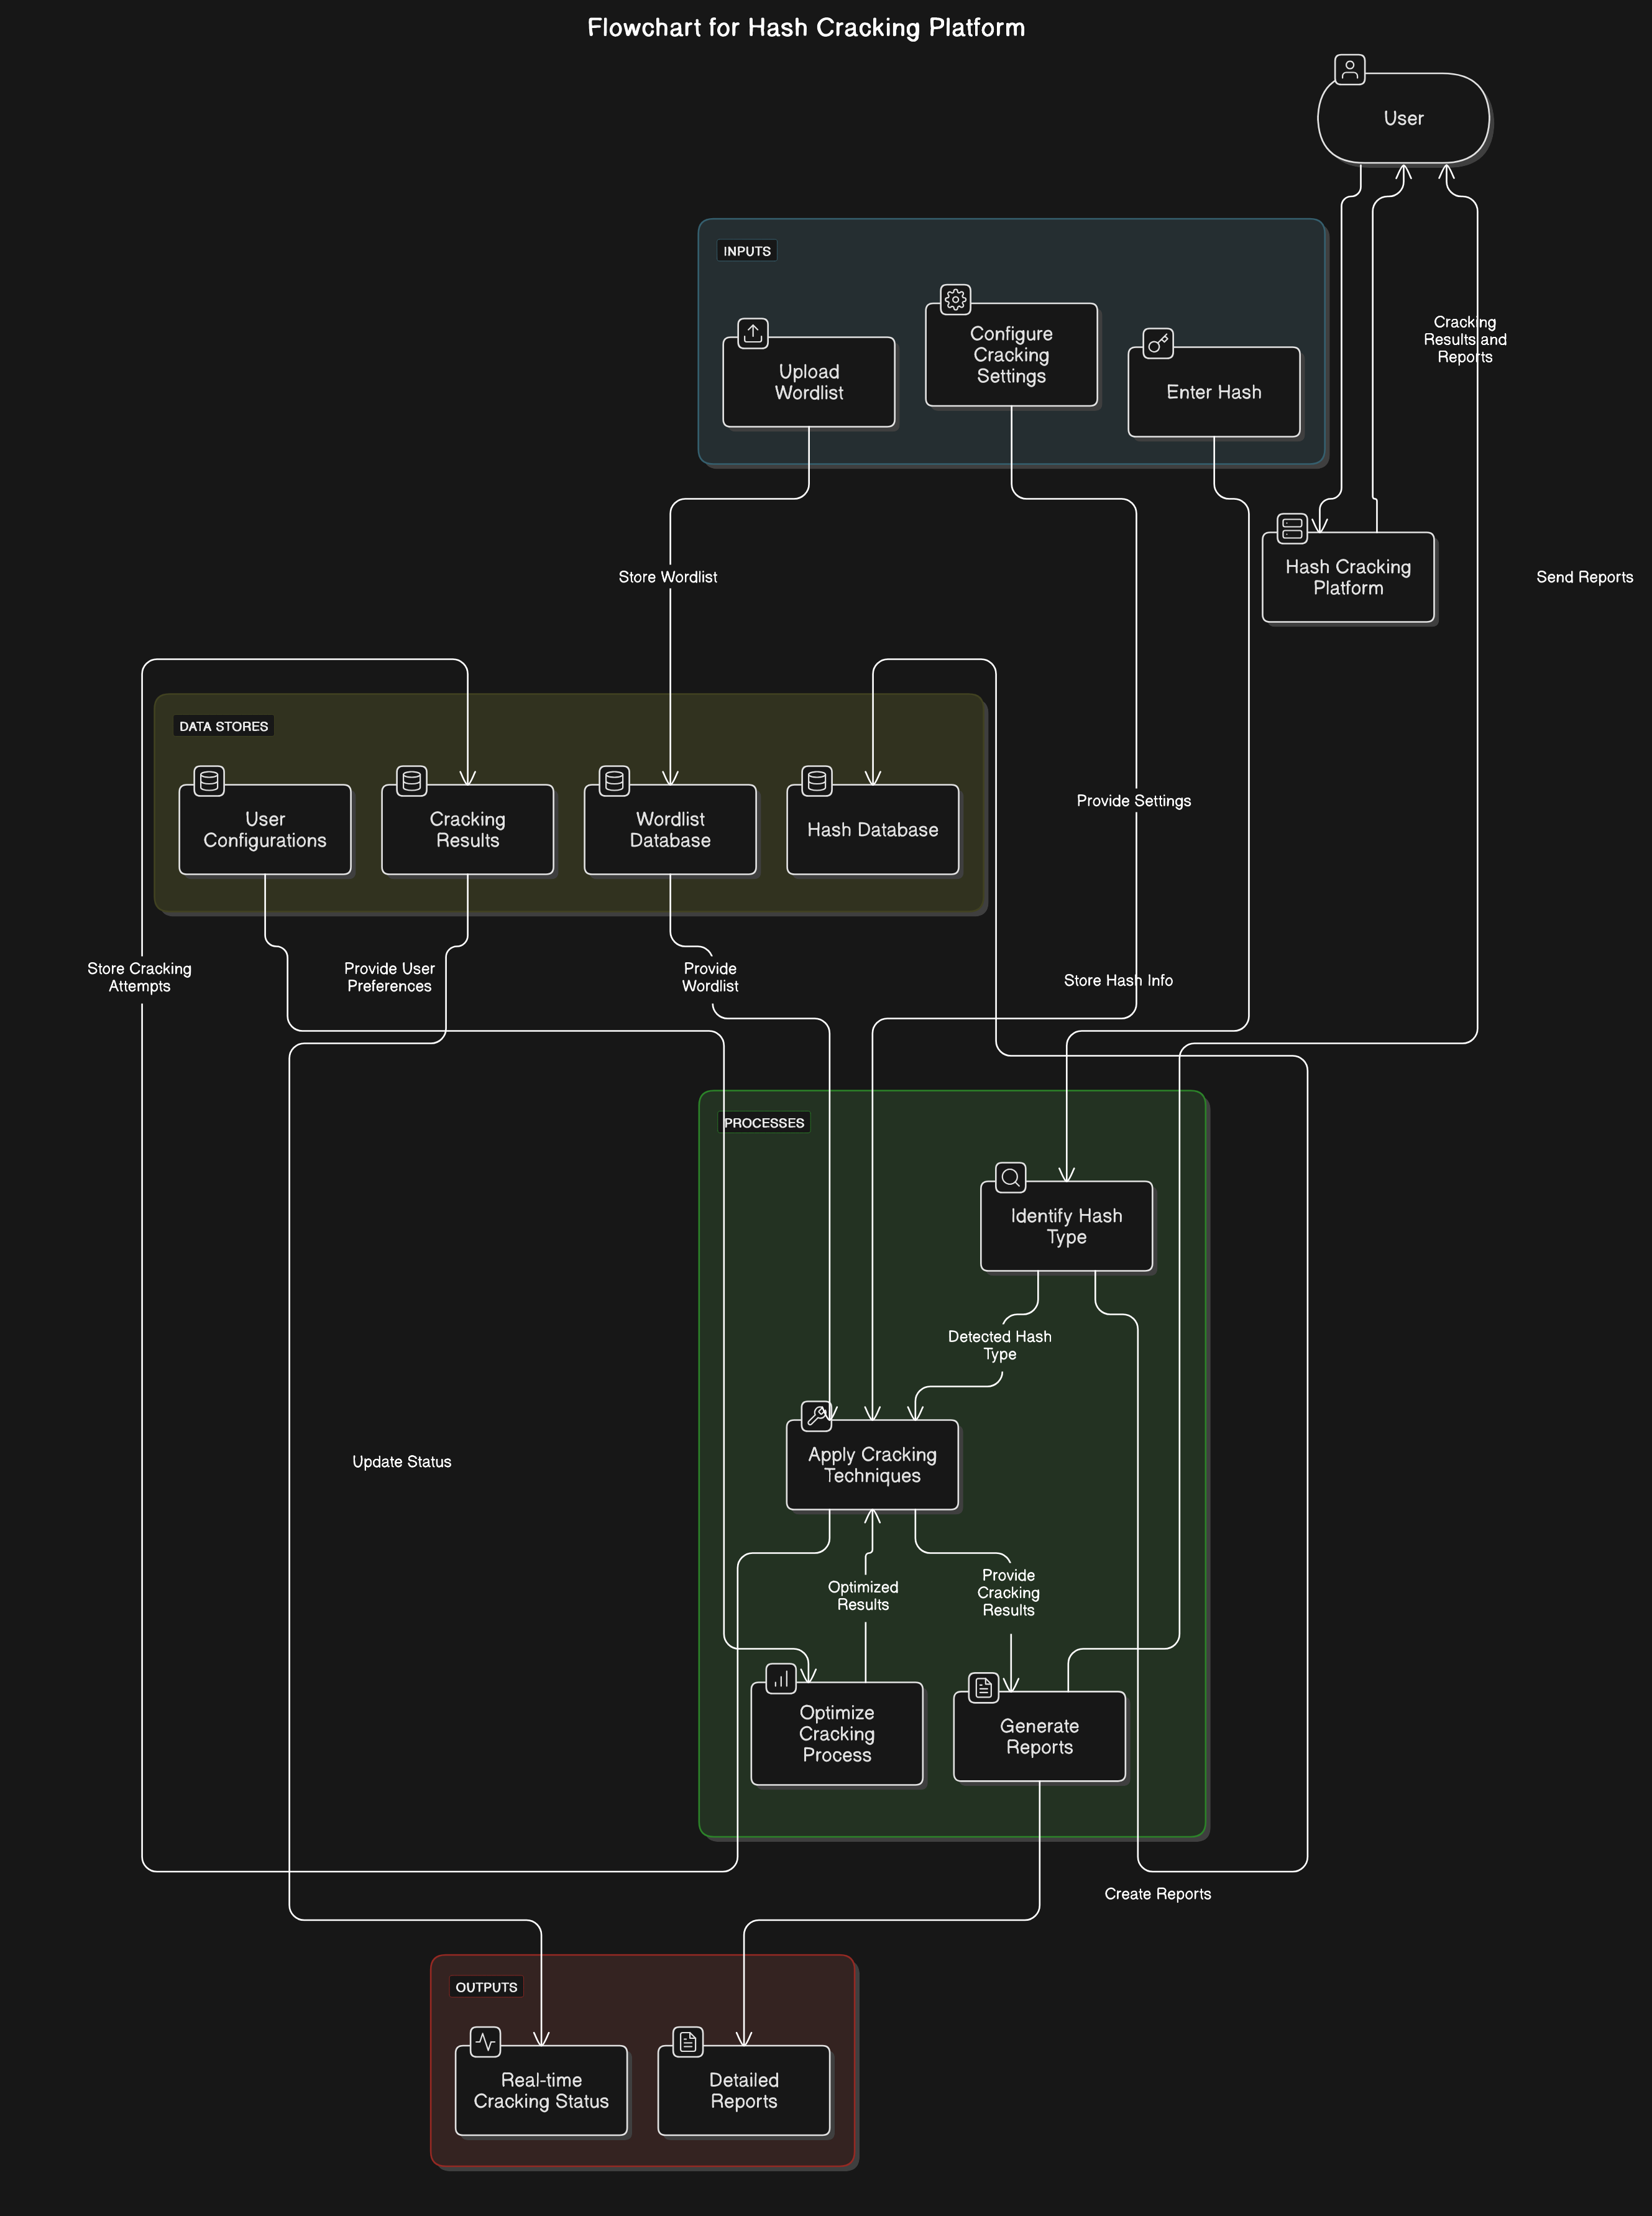 Flowchart for Hash Cracking Platform
User
INPUTS
Configure
Cracking
Settings
Upload
Wordlist
Enter Hash
Cracking
Results and
Reports
Store Wordlist
Hash Cracking
Platform
Send Reports
DATA STORES
User
Configurations
Cracking
Results
Wordlist
Database
Hash Database
Provide Settings
Store Cracking
Attempts
Provide User
Preferences
Provide
Wordlist
Store Hash Info
PROCESSES
Identify Hash
Type
Detected Hash
Type
Apply Cracking
Techniques
Update Status
Optimized
Results
Provide
Cracking
Results
Optimize
Cracking
Process
Generate
Reports
Create Reports
OUTPUTS
Real-time
Cracking Status
Detailed
Reports